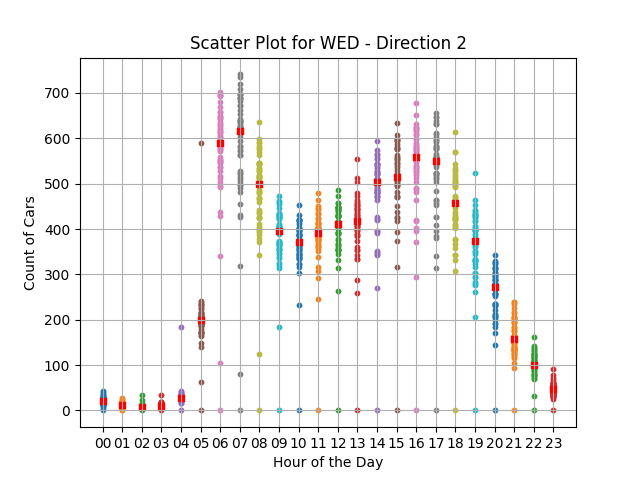 Scatter Plot for WED - Direction 2
700
600
500
400
300
200
100
0
Count of Cars
00 01 02 03 04 05 06 07 08 09 10 11 12 13 14 15 16 17 18 19 20 21 22 23
Hour of the Day